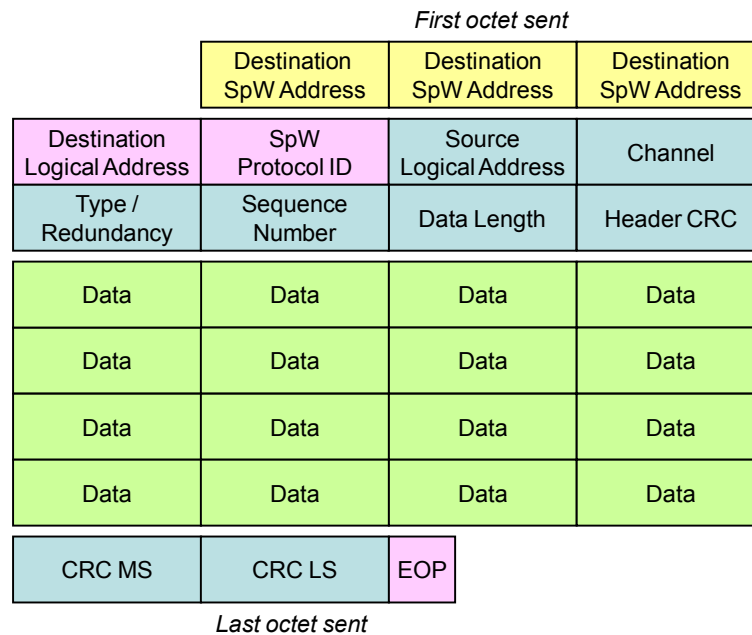 First octet sent
Destination Destination Destination
SpW Address SpW Address SpW Address
Destination SpW Source Channel
Logical Address Protocol ID Logical Address
Type / Sequence Data Length Header CRC
Redundancy Number
Data Data Data Data
Data Data Data Data
Data Data Data Data
Data Data Data Data
CRC MS CRC LS EOP
Last octet sent